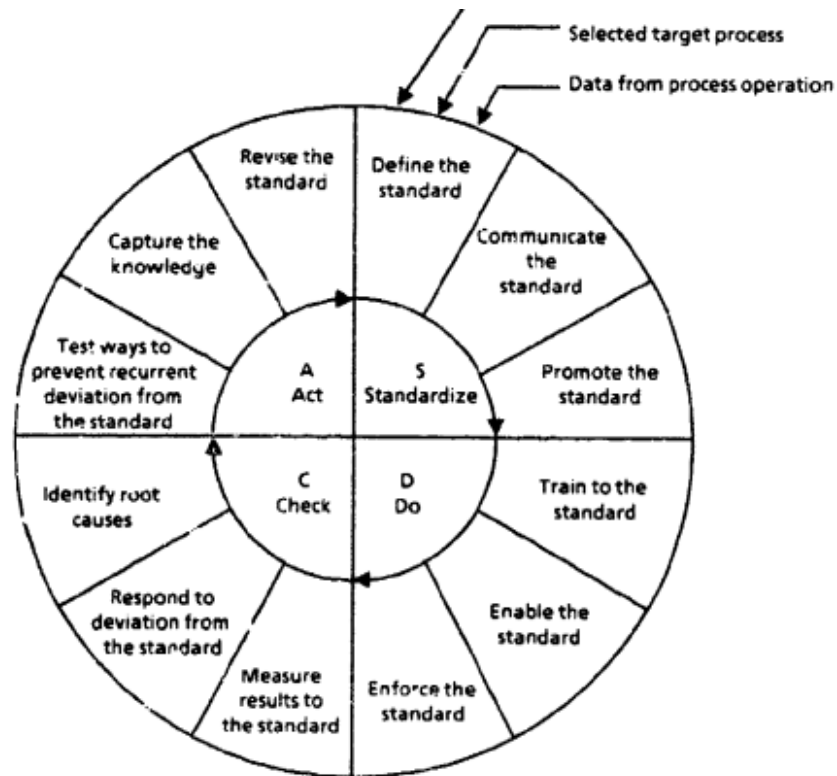 Selected target process
Data from process operation
Define the
standard
Communicate
the
standard
Promote the
standard
Train to the
standard
Enable the
standard
Enforce the
standard
Measure
results to
the standard
Respond to
deviation from
the standard
Identify root
causes
Test ways to
prevent recurrent
deviation from
the standard
Capture the
knowledge
Revise the
standard
S
Standardize
D
Do
C
Check
A
Act